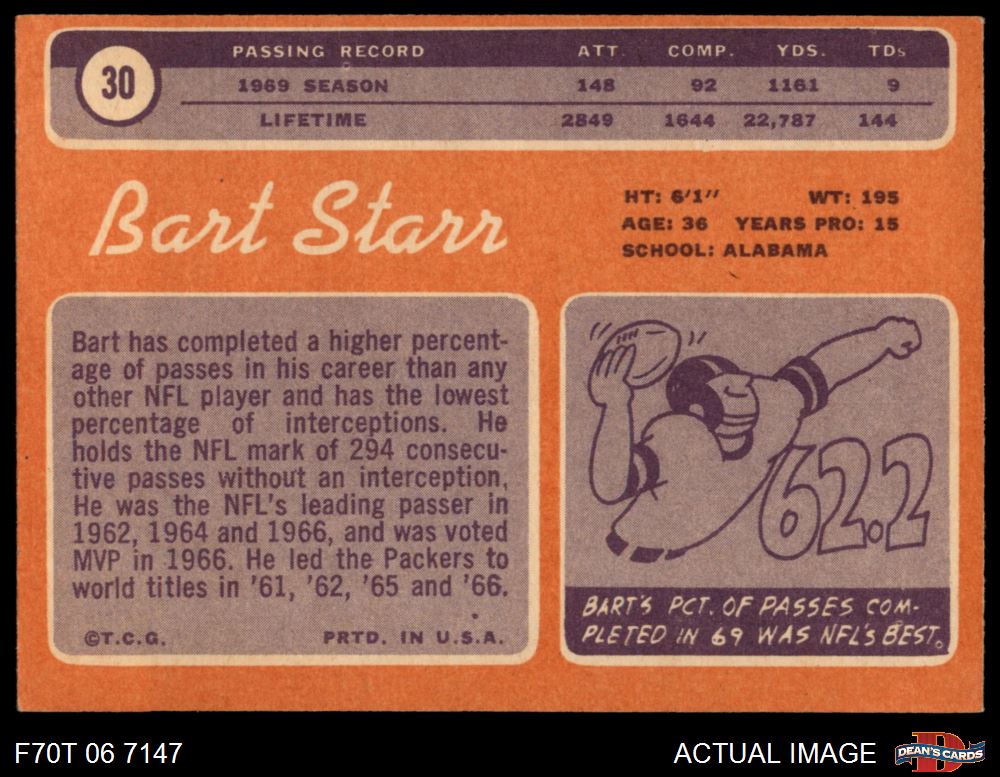 30
PASSING RECORD ATT. COMP. YDS. TDs
1969 SEASON 148 92 1161 9
LIFETIME 2849 1644 22,787 144
Bart Starr
HT: 6'1" WT: 195
AGE: 36 YEARS PRO: 15
SCHOOL: ALABAMA
Bart has completed a higher percent-
age of passes in his career than any
other NFL player and has the lowest
percentage of interceptions. He
holds the NFL mark of 294 consecu-
tive passes without an interception,
He was the NFL's leading passer in
1962, 1964 and 1966, and was voted
MVP in 1966. He led the Packers to
world titles in '61, '62, '65 and '66.
©T.C.G. PRTD. IN U.S.A.
62.2
BART'S PCT. OF PASSES COM-
PLETED IN 69 WAS NFL'S BEST.
F70T 06 7147
ACTUAL IMAGE
D
DEAN'S CARDS